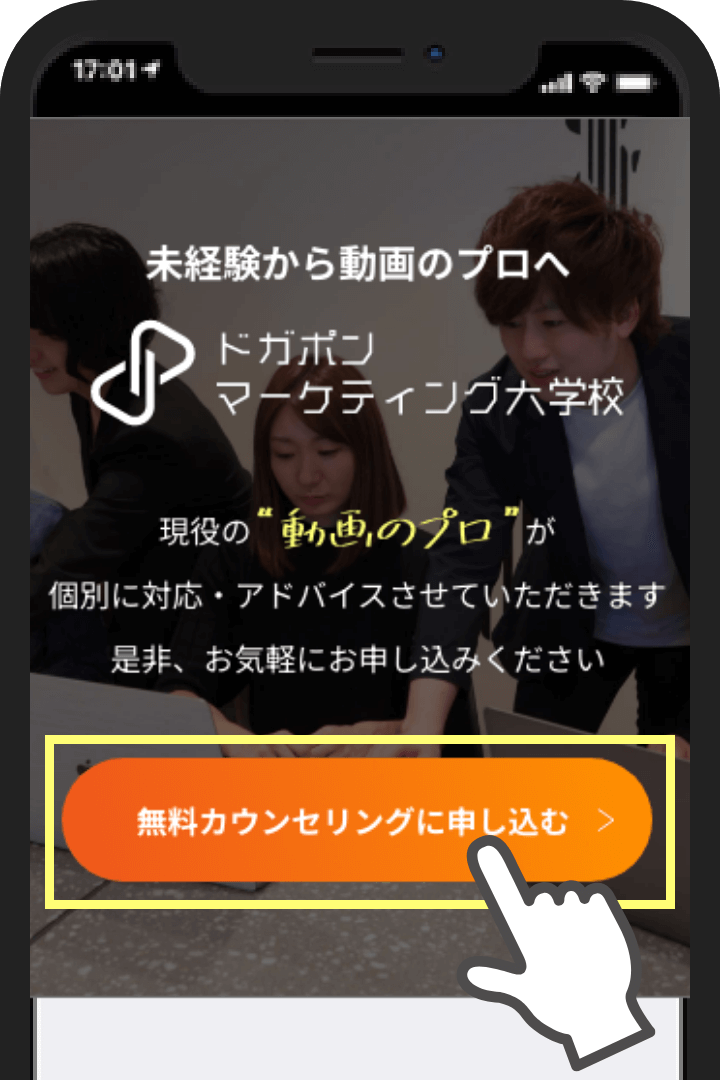 17:01
未経験から動画のプロへ
ドガポン
マーケティング大学校
現役の“動画のプロ”が
個別に対応・アドバイスさせていただきます
是非、お気軽にお申し込みください
無料カウンセリングに申し込む >